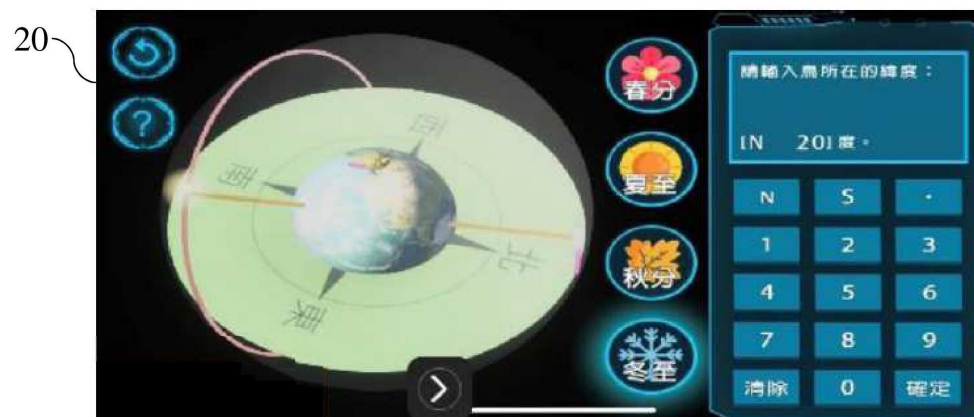 20
?
西
南
北
東
春分
夏至
秋分
冬至
請輸入鳥所在的緯度：
[N 20] 度。
N S .
1 2 3
4 5 6
7 8 9
清除 0 確定